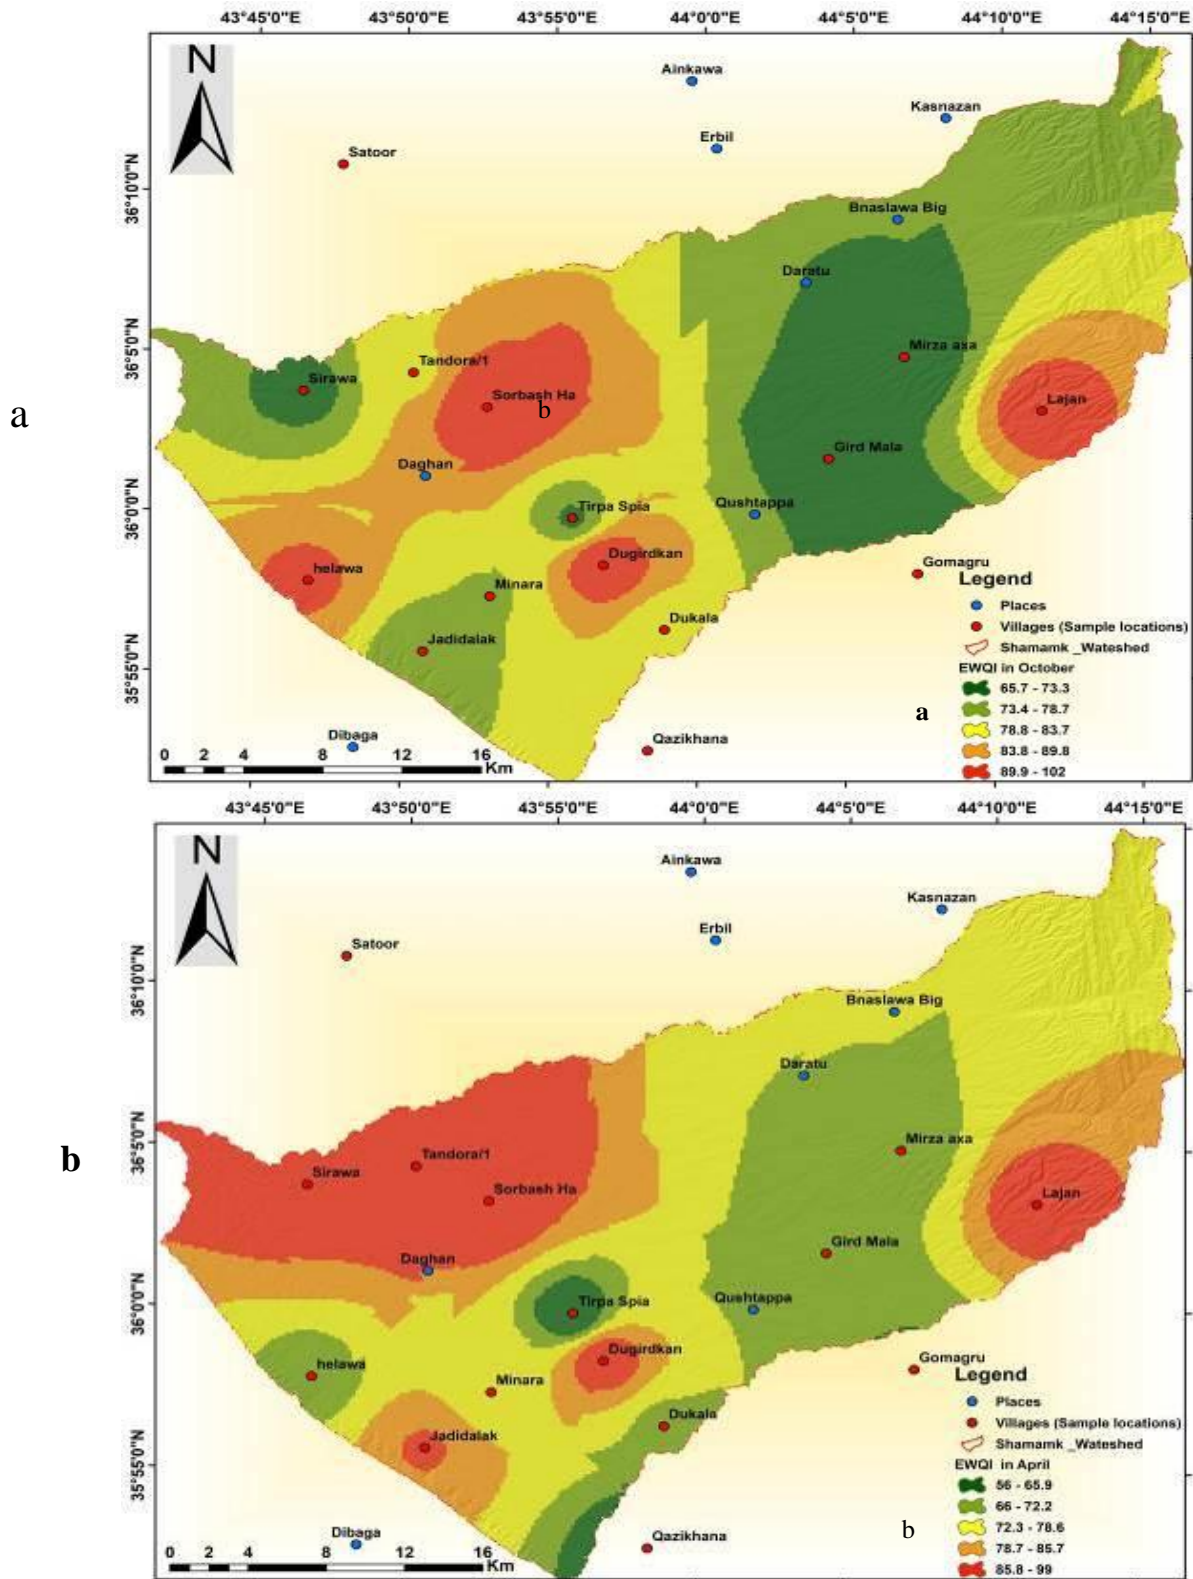 43°45'0"E 43°50'0"E 43°55'0"E 44°0'0"E 44°5'0"E 44°10'0"E 44°15'0"E
N
Ainkawa
Kasnazan
Erbil
Satoor
36°10'0"N
Bnaslawa Big
Daratu
36°5'0"N
Mirza axa
Tandora/1
Sirawa
Sorbash Ha
Lajan
a
b
Gird Mala
Daghan
36°0'0"N
Tirpa Spia
Qushtappa
Dugirdkan
Gomagru
helawa
Minara
Dukala
Jadidalak
35°55'0"N
Legend
Places
Villages (Sample locations)
Shamamk _Wateshed
EWQI in October
65.7 - 73.3
73.4 - 78.7
a
78.8 - 83.7
83.8 - 89.8
89.9 - 102
Qazikhana
Dibaga
0 2 4 8 12 16
Km
43°45'0"E 43°50'0"E 43°55'0"E 44°0'0"E 44°5'0"E 44°10'0"E 44°15'0"E
N
Ainkawa
Kasnazan
Erbil
Satoor
36°10'0"N
Bnaslawa Big
Daratu
36°5'0"N
Mirza axa
b
Tandora/1
Sirawa
Sorbash Ha
Lajan
Gird Mala
Daghan
36°0'0"N
Tirpa Spia
Qushtappa
Dugirdkan
Gomagru
helawa
Minara
Dukala
Jadidalak
35°55'0"N
Legend
Places
Villages (Sample locations)
Shamamk _Wateshed
EWQI in April
56 - 65.9
66 - 72.2
72.3 - 78.6
b
78.7 - 85.7
85.8 - 99
Qazikhana
Dibaga
0 2 4 8 12 16
Km